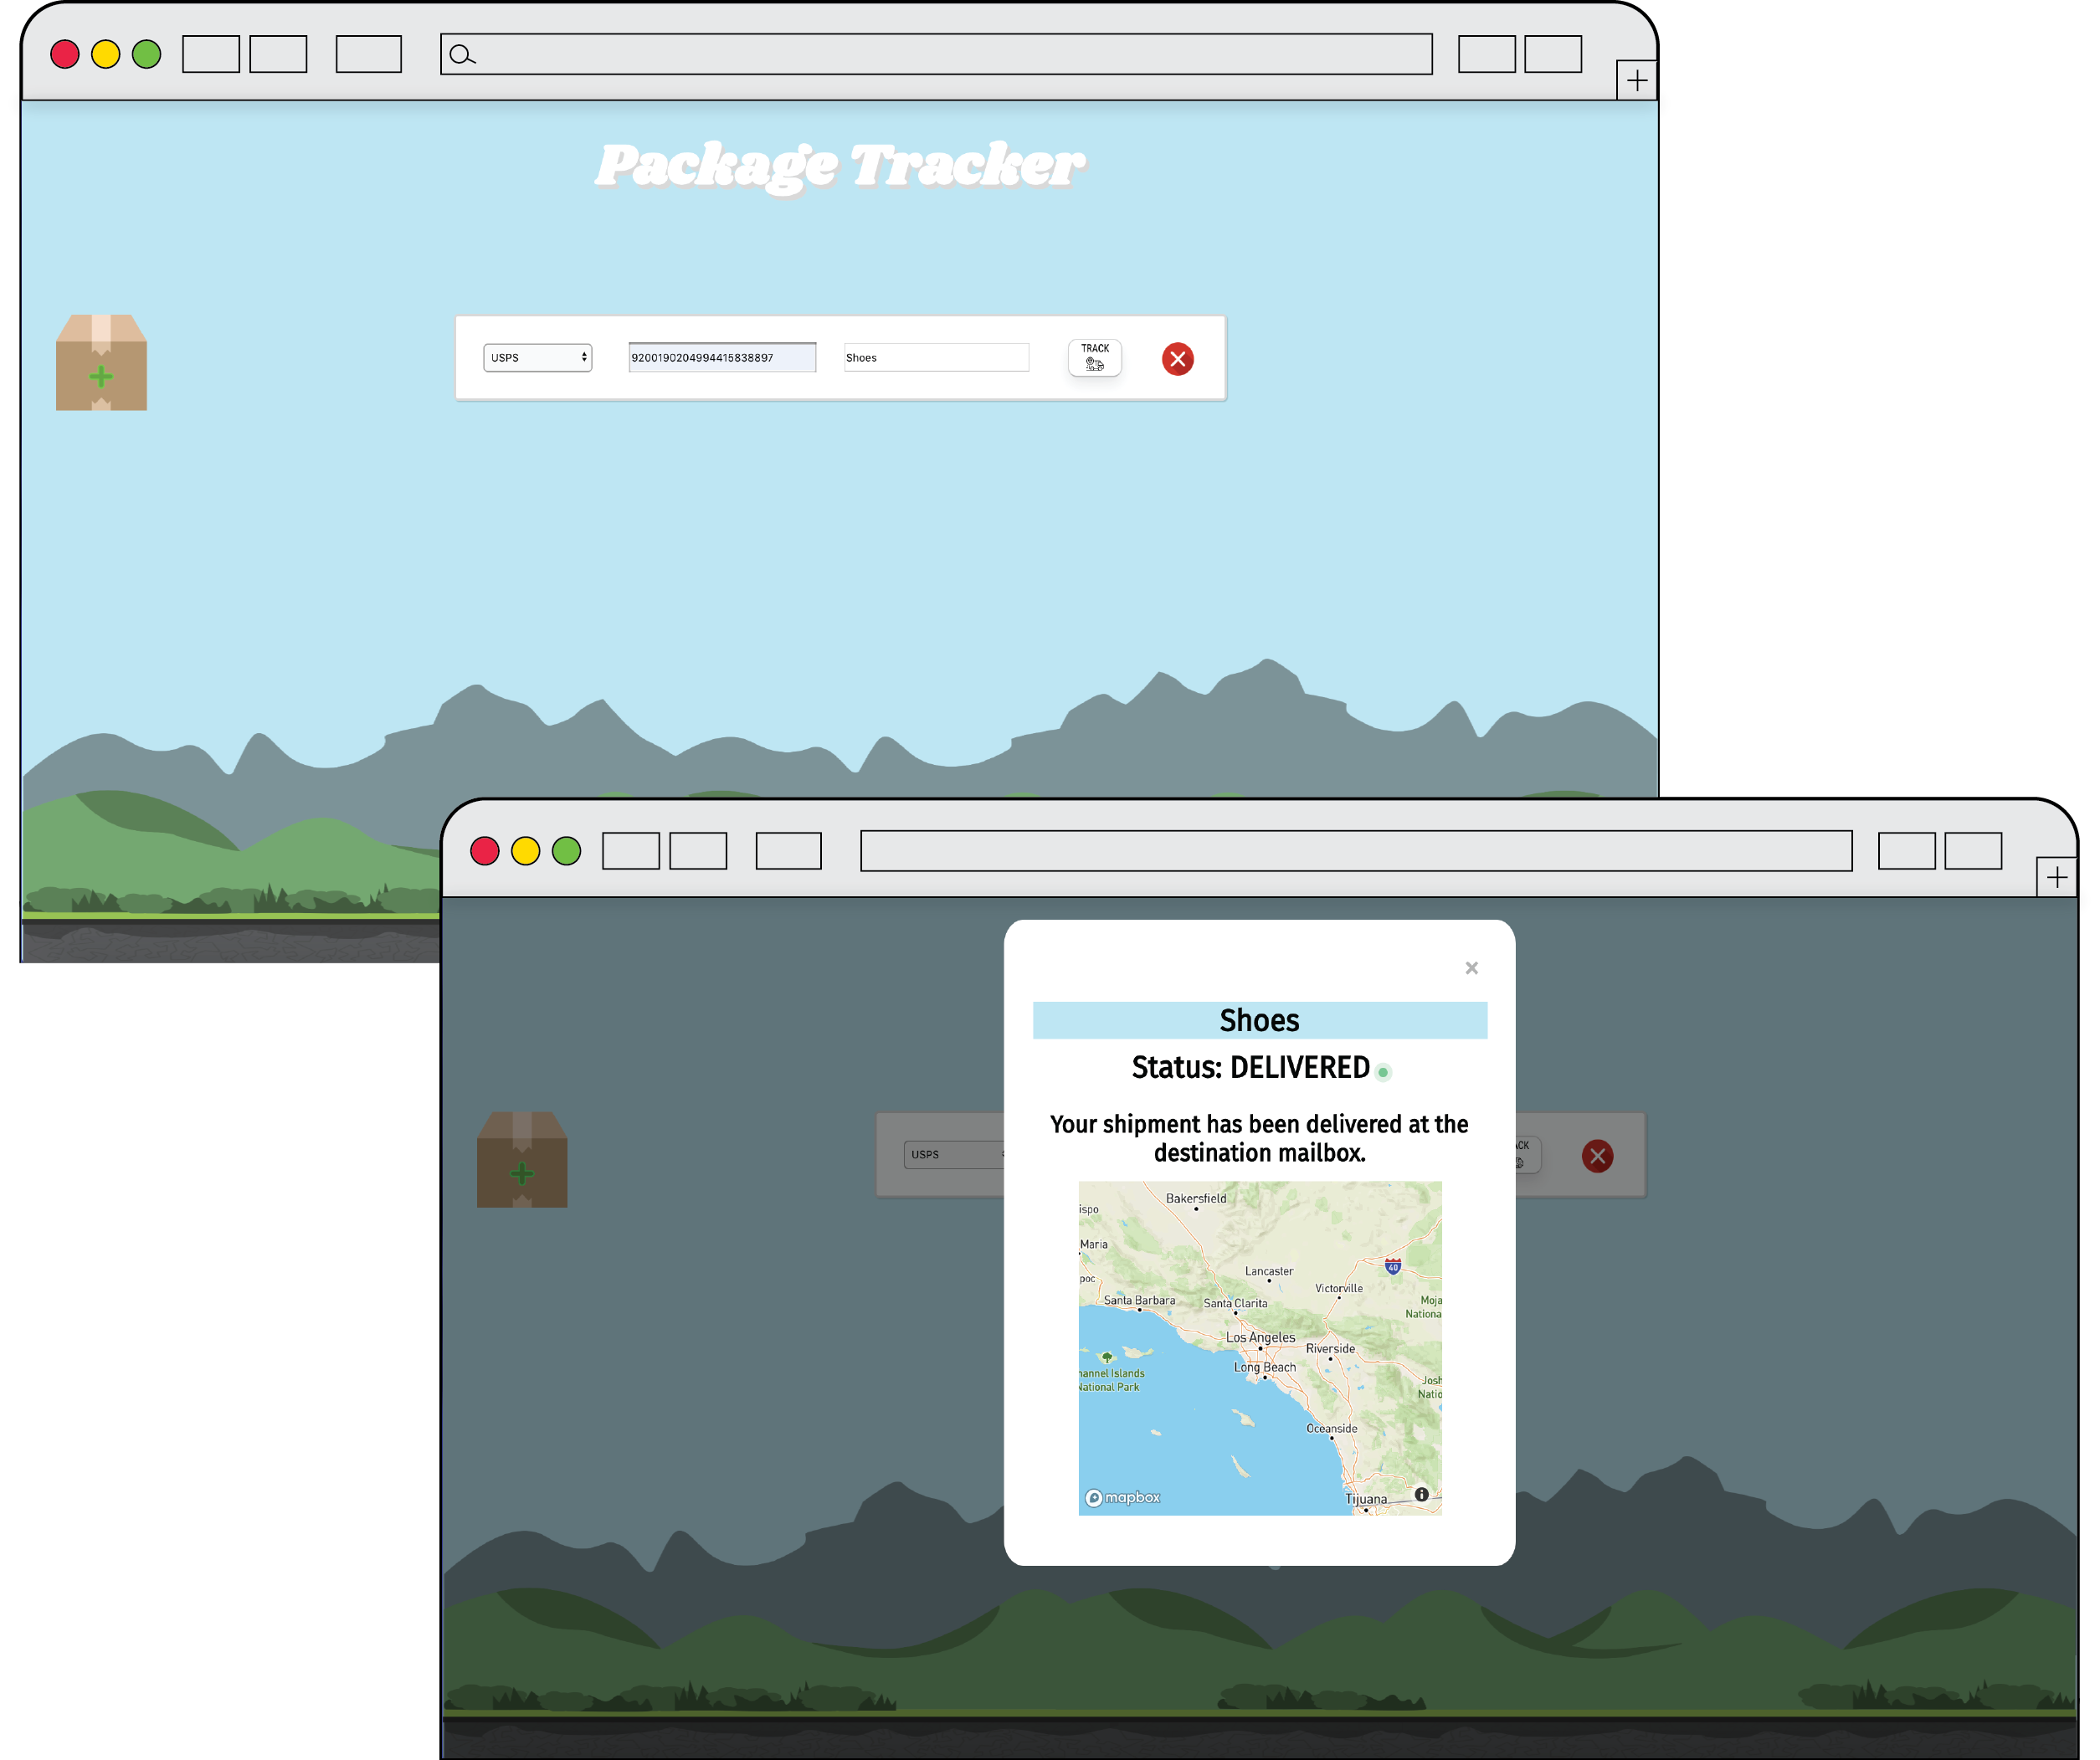 Package Tracker
USPS
9200190204994415838897
Shoes
TRACK
×
Shoes
Status: DELIVERED
Your shipment has been delivered at the
destination mailbox.
USPS
ACK
Bakersfield
ispo
Maria
Lancaster
40
poc
Victorville
Santa Barbara
Santa Clarita
Moja
Nationa
Los Angeles
Riverside
Long Beach
hannel Islands
National Park
Josh
Natio
Oceanside
mapbox
Tijuana